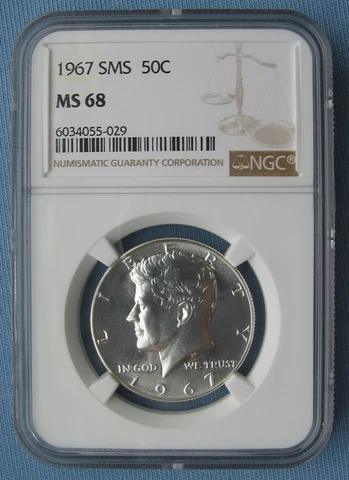 1967 SMS 50C
MS 68
6034055-029
NUMISMATIC GUARANTY CORPORATION
NGC®
LIBERTY
IN GOD WE TRUST
1967